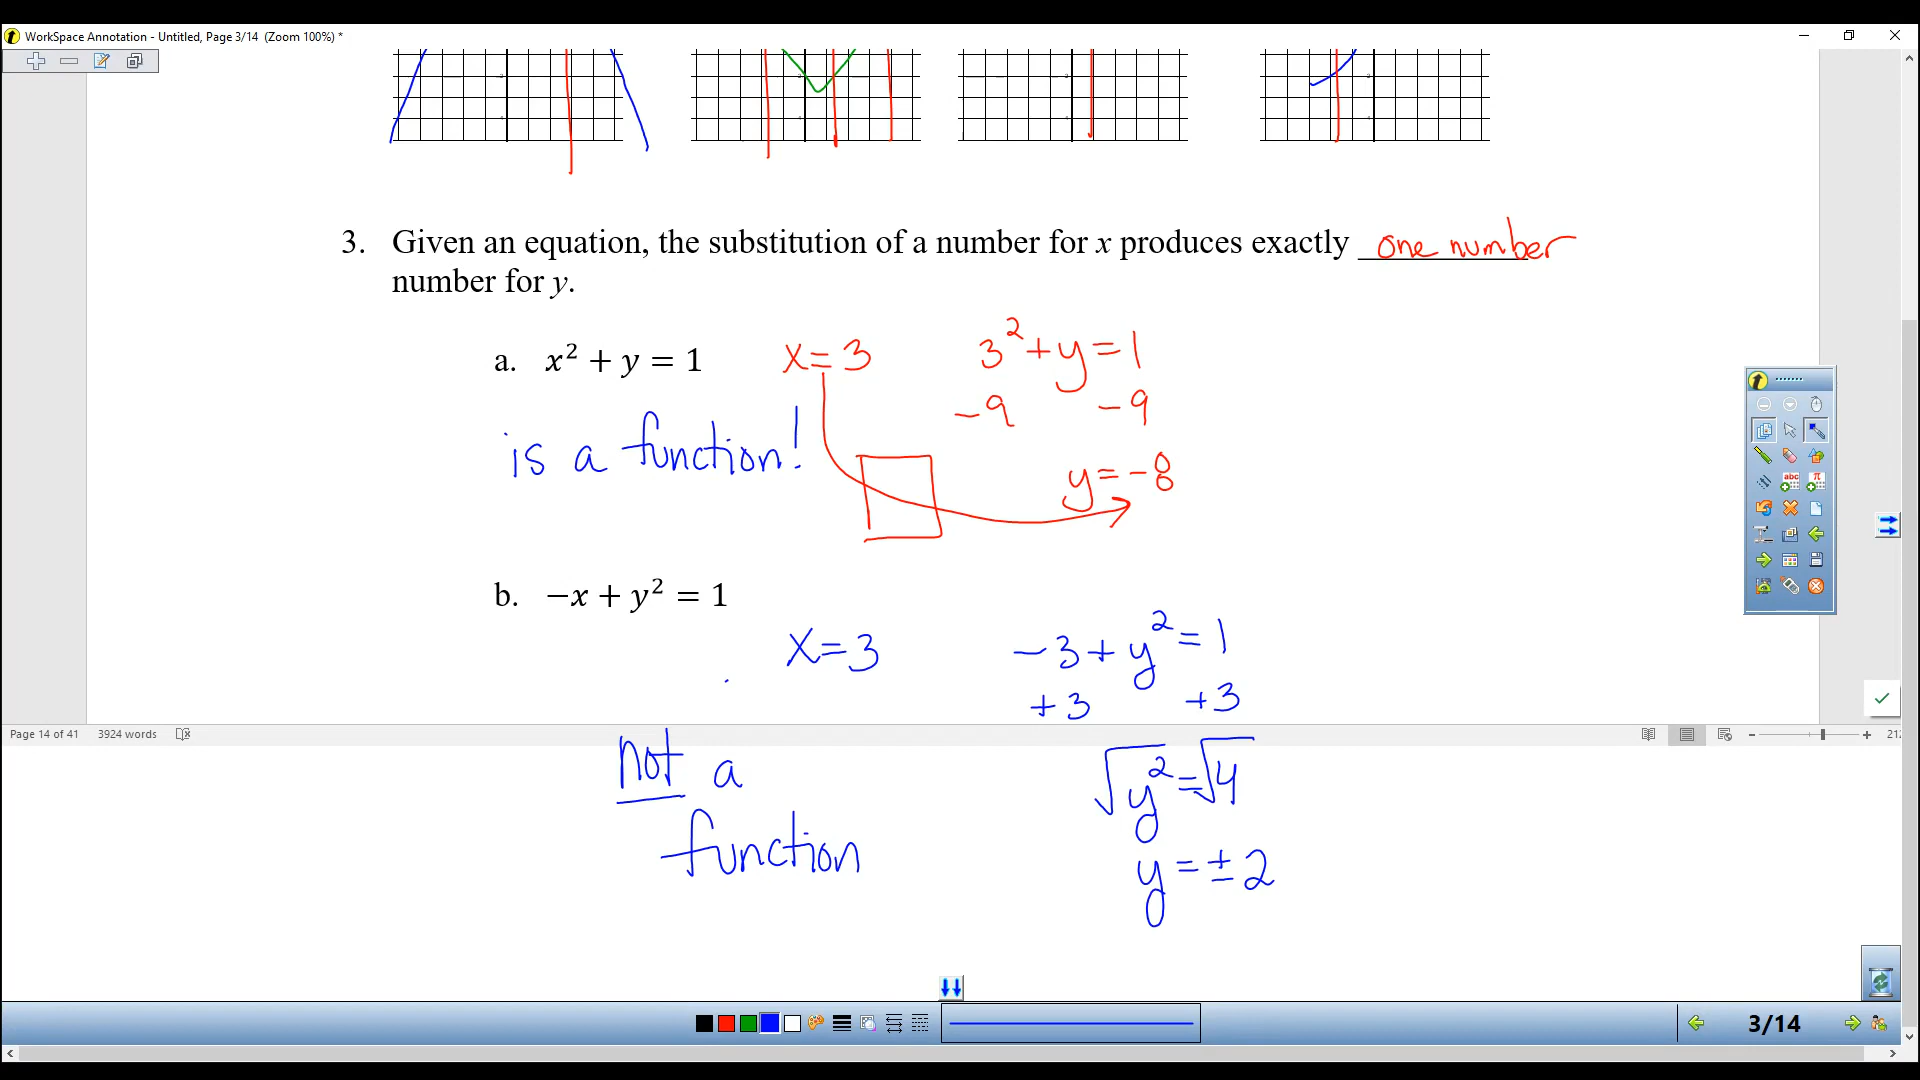 WorkSpace Annotation - Untitled, Page 3/14 (Zoom 100%) *
3. Given an equation, the substitution of a number for x produces exactly one number
number for y.
a. x² + y = 1
x = 3
3² + y = 1
-9 -9
y = -8
is a function!
b. −x + y² = 1
x = 3
-3 + y² = 1
+3 +3
√y² = √4
y = ±2
not a
function
Page 14 of 41 3924 words
3/14